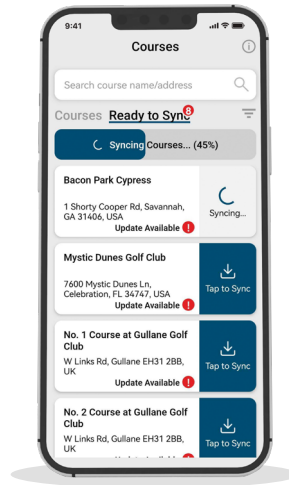 9:41
Courses
Search course name/address
Courses Ready to Sync 8
Syncing Courses... (45%)
Bacon Park Cypress
1 Shorty Cooper Rd, Savannah,
GA 31406, USA
Update Available !
Syncing...
Mystic Dunes Golf Club
7600 Mystic Dunes Ln,
Celebration, FL 34747, USA
Update Available !
Tap to Sync
No. 1 Course at Gullane Golf
Club
W Links Rd, Gullane EH31 2BB,
UK
Update Available !
Tap to Sync
No. 2 Course at Gullane Golf
Club
W Links Rd, Gullane EH31 2BB,
UK
Tap to Sync